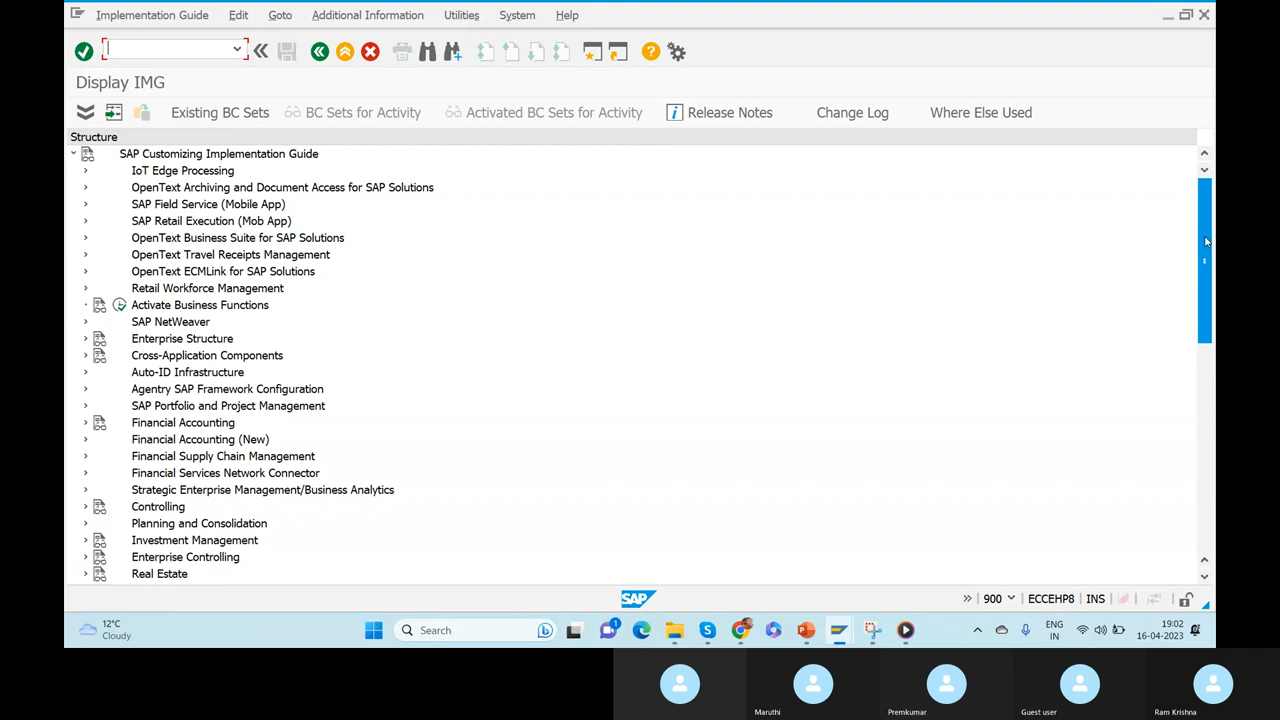 Implementation Guide Edit Goto Additional Information Utilities System Help
Display IMG
Existing BC Sets BC Sets for Activity Activated BC Sets for Activity Release Notes Change Log Where Else Used
Structure
SAP Customizing Implementation Guide
IoT Edge Processing
OpenText Archiving and Document Access for SAP Solutions
SAP Field Service (Mobile App)
SAP Retail Execution (Mob App)
OpenText Business Suite for SAP Solutions
OpenText Travel Receipts Management
OpenText ECMLink for SAP Solutions
Retail Workforce Management
Activate Business Functions
SAP NetWeaver
Enterprise Structure
Cross-Application Components
Auto-ID Infrastructure
Agentry SAP Framework Configuration
SAP Portfolio and Project Management
Financial Accounting
Financial Accounting (New)
Financial Supply Chain Management
Financial Services Network Connector
Strategic Enterprise Management/Business Analytics
Controlling
Planning and Consolidation
Investment Management
Enterprise Controlling
Real Estate
SAP 900 ECCEHP8 INS
12°C
Cloudy
Search
1
ENG
IN
19:02
16-04-2023
Maruthi Premkumar Guest user Ram Krishna